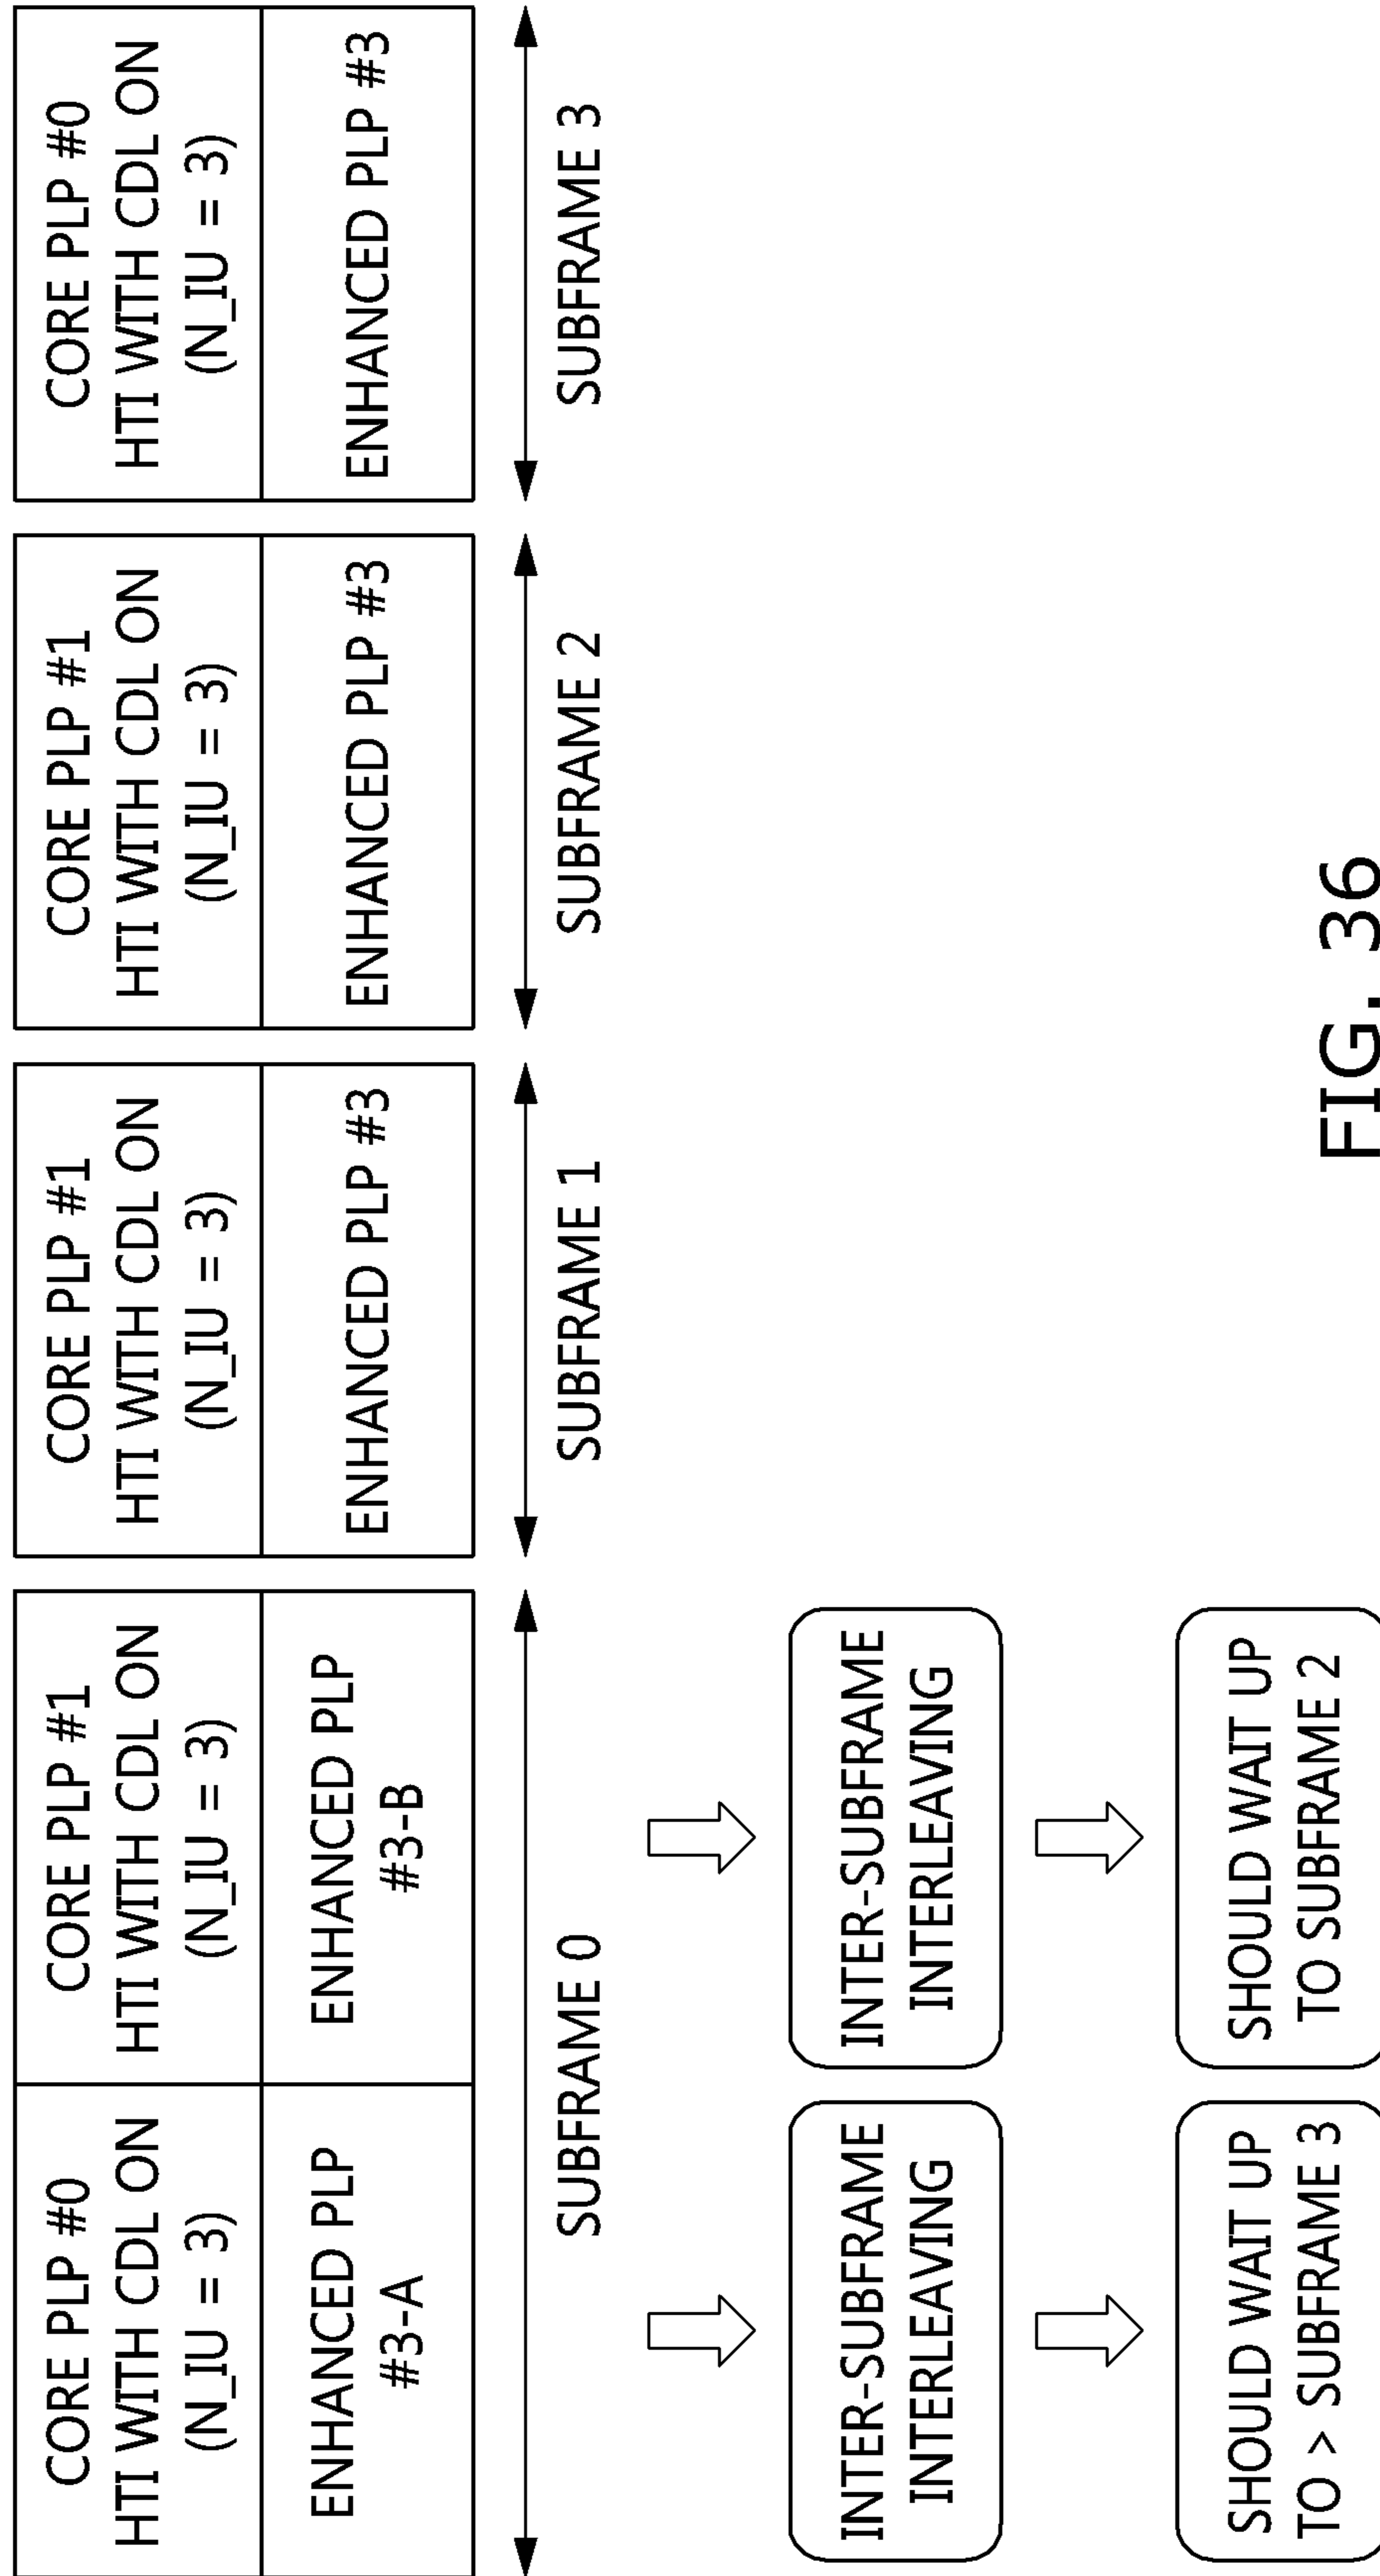 CORE PLP #0
HTI WITH CDL ON
(N_IU = 3)
CORE PLP #1
HTI WITH CDL ON
(N_IU = 3)
CORE PLP #1
HTI WITH CDL ON
(N_IU = 3)
CORE PLP #1
HTI WITH CDL ON
(N_IU = 3)
CORE PLP #0
HTI WITH CDL ON
(N_IU = 3)
ENHANCED PLP
#3-A
ENHANCED PLP
#3-B
ENHANCED PLP #3
ENHANCED PLP #3
ENHANCED PLP #3
SUBFRAME 0
SUBFRAME 1
SUBFRAME 2
SUBFRAME 3
INTER-SUBFRAME
INTERLEAVING
INTER-SUBFRAME
INTERLEAVING
SHOULD WAIT UP
TO > SUBFRAME 3
SHOULD WAIT UP
TO SUBFRAME 2
FIG. 36